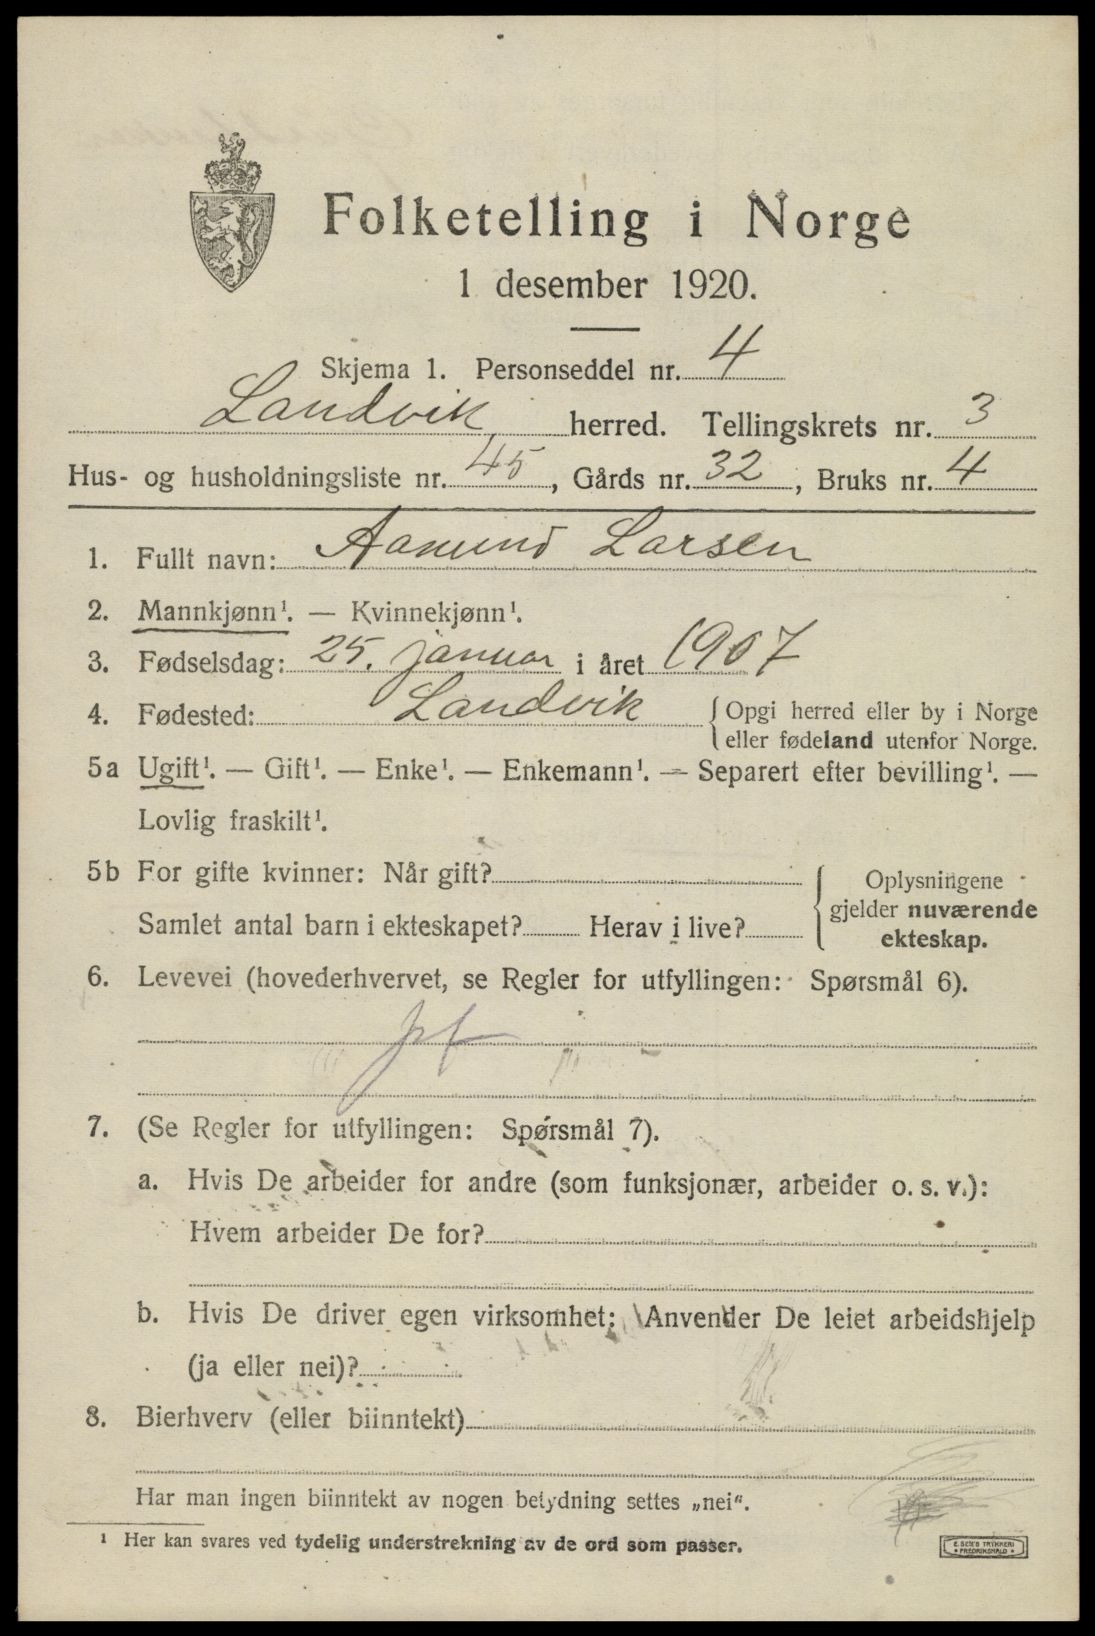 Folketelling i Norge
1 desember 1920.
Skjema 1. Personseddel nr. 4
Landvik herred. Tellingskrets nr. 3
Hus- og husholdningsliste nr. 45, Gårds nr. 32, Bruks nr. 4
1. Fullt navn: Aamund Larsen
2. Mannkjønn¹. — Kvinnekjønn¹.
3. Fødselsdag: 25. januar i året 1907
4. Fødested: Landvik { Opgi herred eller by i Norge
eller fødeland utenfor Norge.
5a Ugift¹. — Gift¹. — Enke¹. — Enkemann¹. — Separert efter bevilling¹. —
Lovlig fraskilt¹.
5b For gifte kvinner: Når gift?
Samlet antal barn i ekteskapet? Herav i live?
Oplysningene
gjelder nuværende
ekteskap.
6. Levevei (hovederhvervet, se Regler for utfyllingen: Spørsmål 6).
7. (Se Regler for utfyllingen: Spørsmål 7).
a. Hvis De arbeider for andre (som funksjonær, arbeider o. s. v.):
Hvem arbeider De for?
b. Hvis De driver egen virksomhet: Anvender De leiet arbeidshjelp
(ja eller nei)?
8. Bierhverv (eller biinntekt)
Har man ingen biinntekt av nogen betydning settes „nei“.
¹ Her kan svares ved tydelig understrekning av de ord som passer.
E. SEM'S TRYKKERI
• FREDRIKSHALD •